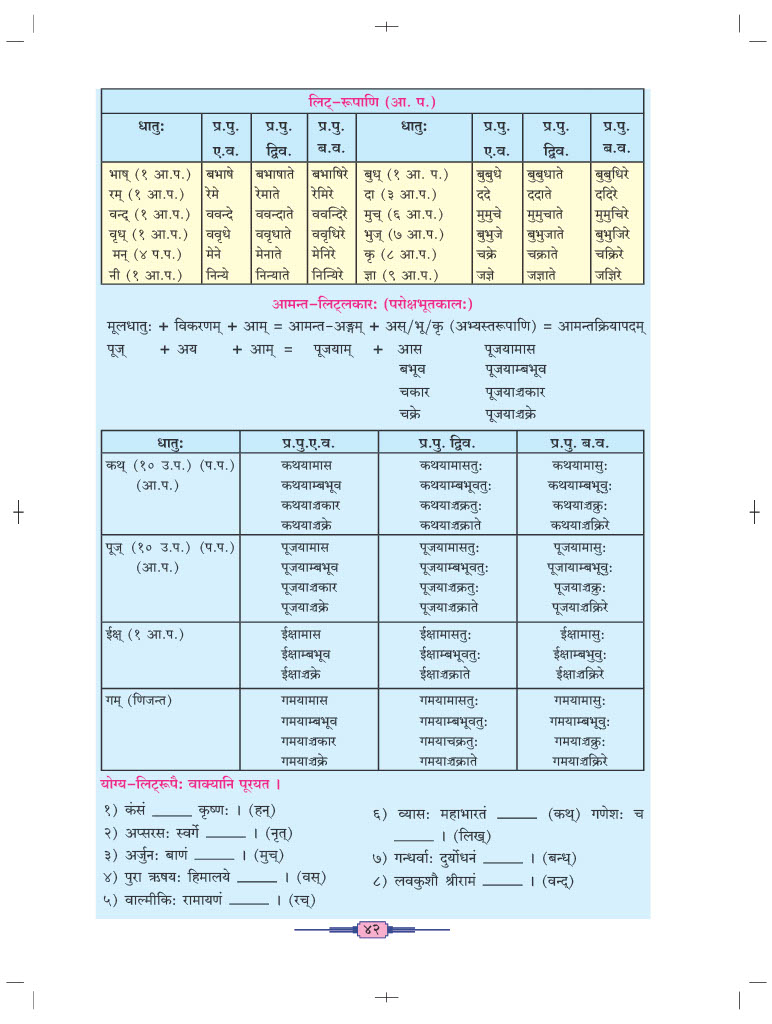 लिट्–रूपाणि (आ. प.)
धातु: प्र.पु. प्र.पु. प्र.पु. धातु: प्र.पु. प्र.पु. प्र.पु.
ए.व. द्विव. ब.व. ए.व. द्विव. ब.व.
भाष् (१ आ.प.) बभाषे बभाषाते बभाषिरे बुध् (१ आ. प.) बुबुधे बुबुधाते बुबुधिरे
रम् (१ आ.प.) रेमे रेमाते रेमिरे दा (३ आ.प.) ददे ददाते ददिरे
वन्द् (१ आ.प.) ववन्दे ववन्दाते ववन्दिरे मुच् (६ आ.प.) मुमुचे मुमुचाते मुमुचिरे
वृध् (१ आ.प.) ववृधे ववृधाते ववृधिरे भुज् (७ आ.प.) बुभुजे बुभुजाते बुभुजिरे
मन् (४ प.प.) मेने मेनाते मेनिरे कृ (८ आ.प.) चक्रे चक्राते चक्रिरे
नी (१ आ.प.) निन्ये निन्याते निन्यिरे ज्ञा (९ आ.प.) जज्ञे जज्ञाते जज्ञिरे
आमन्त–लिट्लकार: (परोक्षभूतकाल:)
मूलधातु: + विकरणम् + आम् = आमन्त-अङ्गम् + अस्/भू/कृ (अभ्यस्तरूपाणि) = आमन्तक्रियापदम्
पूज् + अय + आम् = पूजयाम् + आस पूजयामास
बभूव पूजयाम्बभूव
चकार पूजयाञ्चकार
चक्रे पूजयाञ्चक्रे
धातु: प्र.पु.ए.व. प्र.पु. द्विव. प्र.पु. ब.व.
कथ् (१० उ.प.) (प.प.) कथयामास कथयामासतु: कथयामासु:
(आ.प.) कथयाम्बभूव कथयाम्बभूवतु: कथयाम्बभूवु:
कथयाञ्चकार कथयाञ्चक्रतु: कथयाञ्चक्रु:
कथयाञ्चक्रे कथयाञ्चक्राते कथयाञ्चक्रिरे
पूज् (१० उ.प.) (प.प.) पूजयामास पूजयामासतु: पूजयामासु:
(आ.प.) पूजयाम्बभूव पूजयाम्बभूवतु: पूजायाम्बभूवु:
पूजयाञ्चकार पूजयाञ्चक्रतु: पूजयाञ्चक्रु:
पूजयाञ्चक्रे पूजयाञ्चक्राते पूजयाञ्चक्रिरे
ईक्ष् (१ आ.प.) ईक्षामास ईक्षामासतु: ईक्षामासु:
ईक्षाम्बभूव ईक्षाम्बभूवतु: ईक्षाम्बभुवु:
ईक्षाञ्चक्रे ईक्षाञ्चक्राते ईक्षाञ्चक्रिरे
गम् (णिजन्त) गमयामास गमयामासतु: गमयामासु:
गमयाम्बभूव गमयाम्बभूवतु: गमयाम्बभूवु:
गमयाञ्चकार गमयाचक्रतु: गमयाञ्चक्रु:
गमयाञ्चक्रे गमयाञ्चक्राते गमयाञ्चक्रिरे
योग्य–लिट्रूपै: वाक्यानि पूरयत ।
१) कंसं ______ कृष्ण: । (हन्)
२) अप्सरस: स्वर्गे ______ । (नृत्)
३) अर्जुन: बाणं ______ । (मुच्)
४) पुरा ऋषय: हिमालये ______ । (वस्)
५) वाल्मीकि: रामायणं ______ । (रच्)
६) व्यास: महाभारतं ______ (कथ्) गणेश: च
______ । (लिख्)
७) गन्धर्वा: दुर्योधनं ______ । (बन्ध्)
८) लवकुशौ श्रीरामं ______ । (वन्द्)
४२